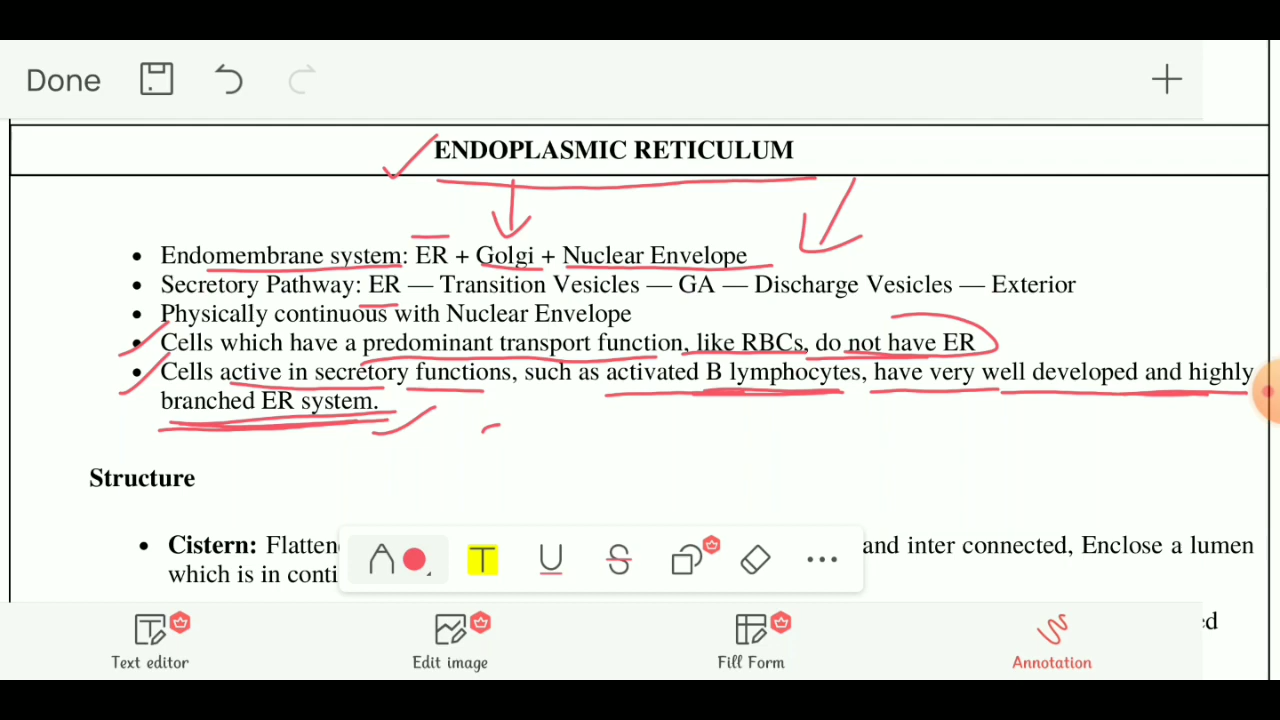 Done
ENDOPLASMIC RETICULUM
• Endomembrane system: ER + Golgi + Nuclear Envelope
• Secretory Pathway: ER — Transition Vesicles — GA — Discharge Vesicles — Exterior
• Physically continuous with Nuclear Envelope
• Cells which have a predominant transport function, like RBCs, do not have ER
• Cells active in secretory functions, such as activated B lymphocytes, have very well developed and highly
branched ER system.
Structure
• Cistern: and inter connected, Enclose a lumen
which is in
Text editor
Edit image
Fill Form
Annotation